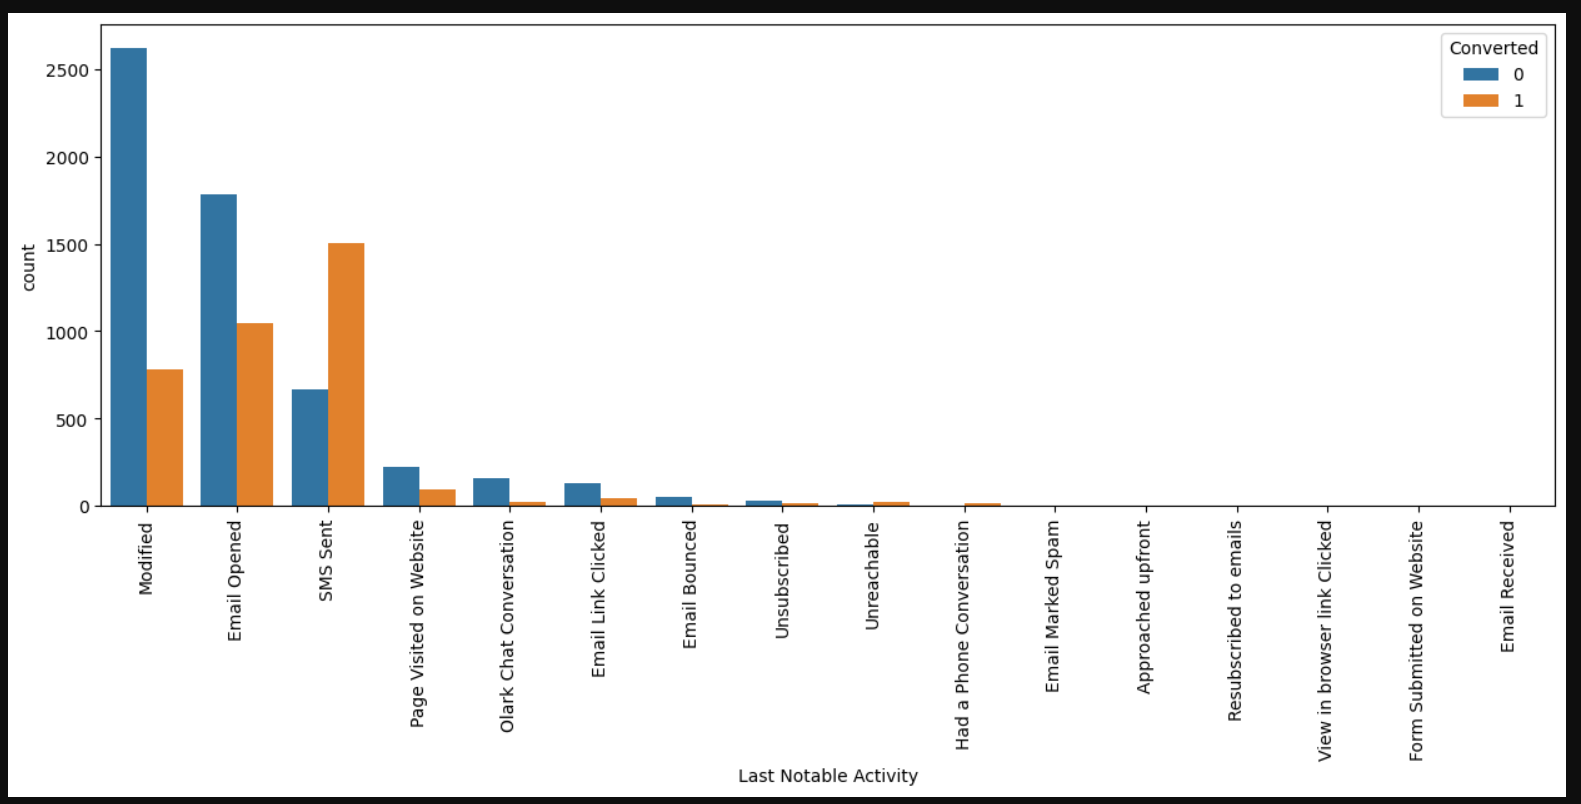 Converted
0
1
2500
2000
1500
1000
500
0
count
Modified
Email Opened
SMS Sent
Page Visited on Website
Olark Chat Conversation
Email Link Clicked
Email Bounced
Unsubscribed
Unreachable
Had a Phone Conversation
Email Marked Spam
Approached upfront
Resubscribed to emails
View in browser link Clicked
Form Submitted on Website
Email Received
Last Notable Activity